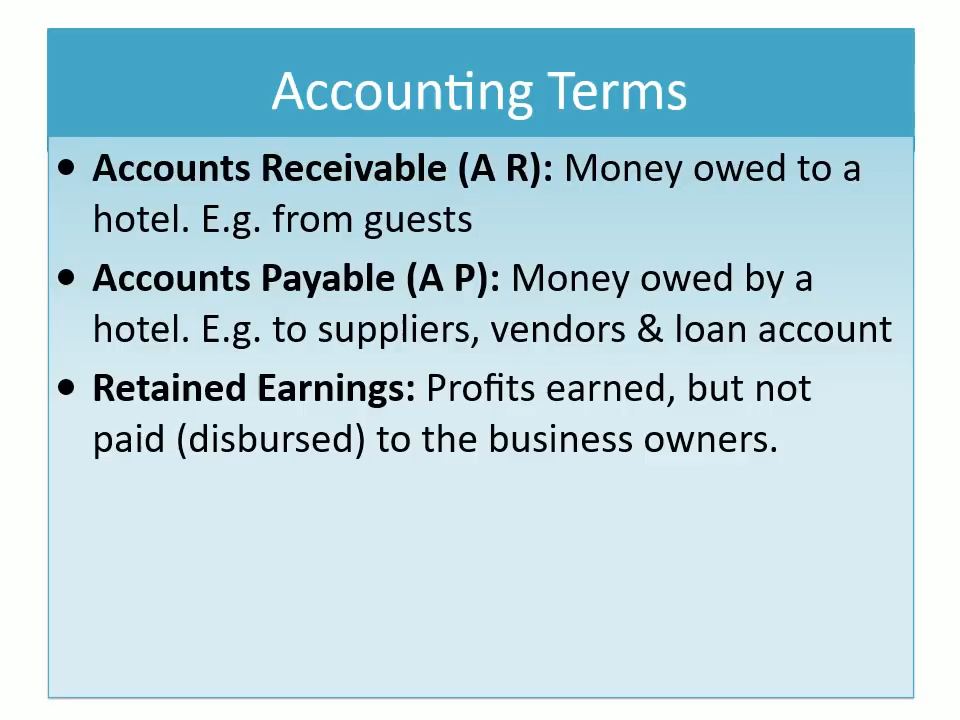 Accounting Terms
• Accounts Receivable (A R): Money owed to a
hotel. E.g. from guests
• Accounts Payable (A P): Money owed by a
hotel. E.g. to suppliers, vendors & loan account
• Retained Earnings: Profits earned, but not
paid (disbursed) to the business owners.